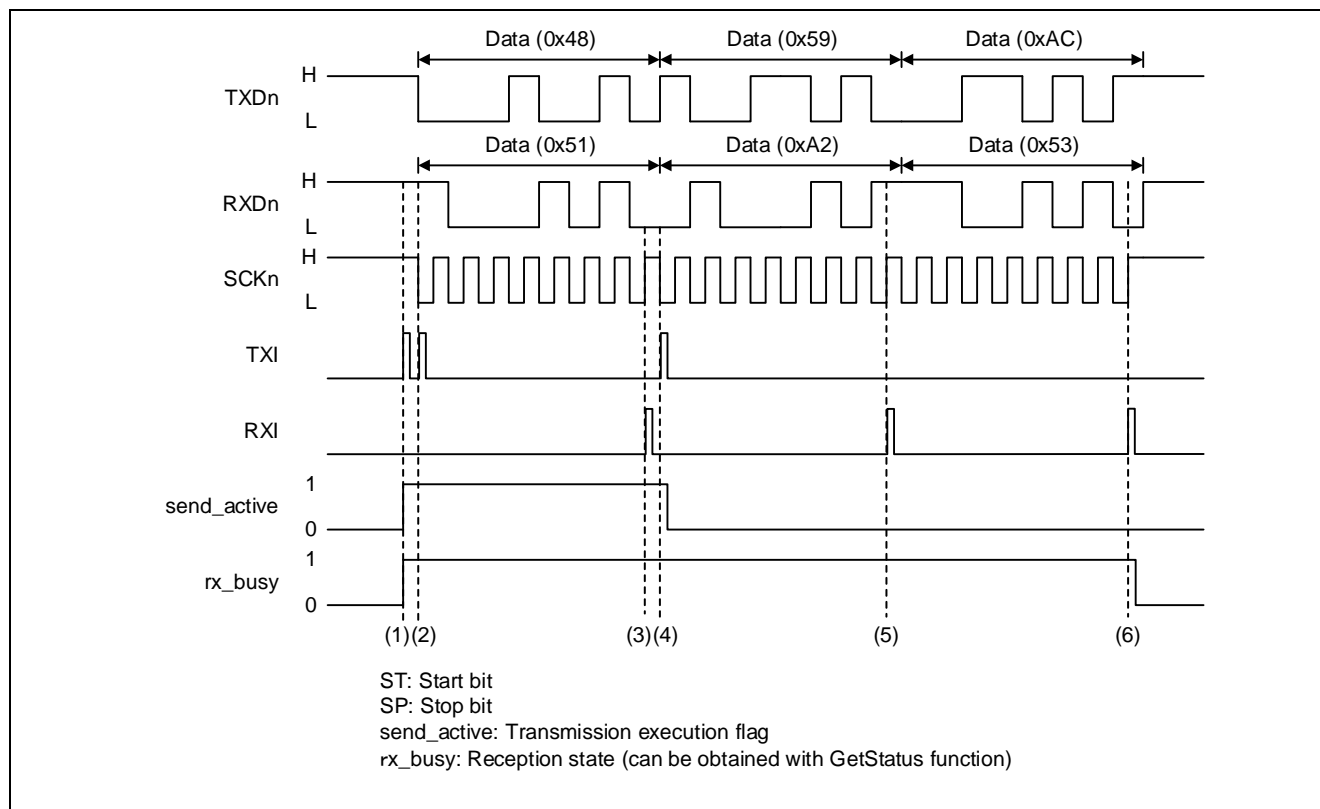 Data (0x48) Data (0x59) Data (0xAC)
H
TXDn
L
Data (0x51) Data (0xA2) Data (0x53)
H
RXDn
L
H
SCKn
L
TXI
RXI
1
send_active
0
1
rx_busy
0
(1) (2) (3) (4) (5) (6)
ST: Start bit
SP: Stop bit
send_active: Transmission execution flag
rx_busy: Reception state (can be obtained with GetStatus function)